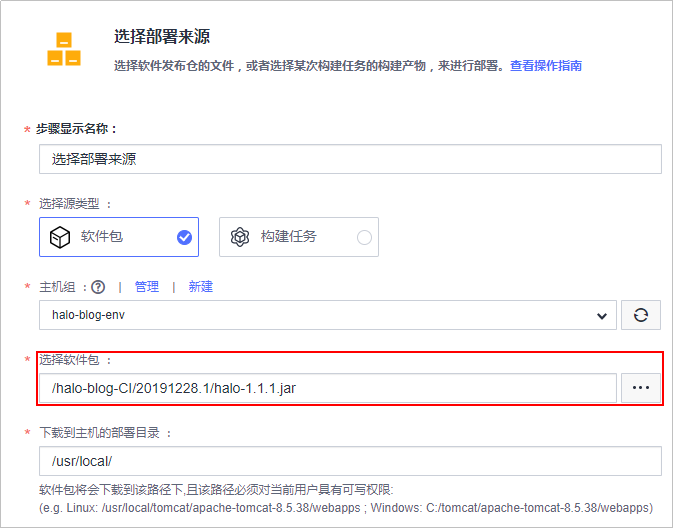 选择部署来源
选择软件发布仓的文件，或者选择某次构建任务的构建产物，来进行部署。查看操作指南
* 步骤显示名称：
选择部署来源
* 选择源类型：
软件包 构建任务
* 主机组：? | 管理 | 新建
halo-blog-env
* 选择软件包：
/halo-blog-CI/20191228.1/halo-1.1.1.jar ...
* 下载到主机的部署目录：
/usr/local/
软件包将会下载到该路径下,且该路径必须对当前用户具有可写权限:
(e.g. Linux: /usr/local/tomcat/apache-tomcat-8.5.38/webapps ; Windows: C:/tomcat/apache-tomcat-8.5.38/webapps)